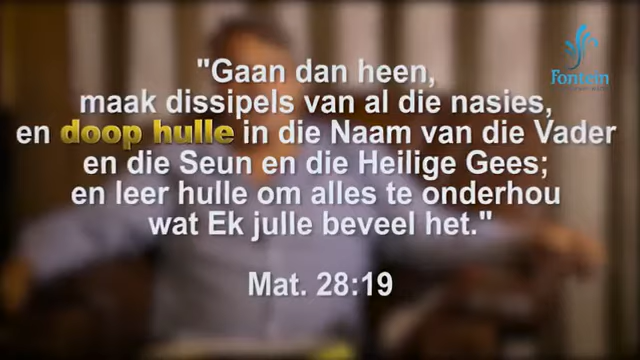 Fontein
"Gaan dan heen,
maak dissipels van al die nasies,
en doop hulle in die Naam van die Vader
en die Seun en die Heilige Gees;
en leer hulle om alles te onderhou
wat Ek julle beveel het."
Mat. 28:19